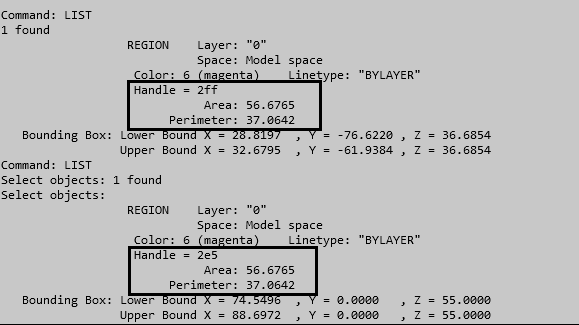 Command: LIST
1 found
REGION Layer: "0"
Space: Model space
Color: 6 (magenta) Linetype: "BYLAYER"
Handle = 2ff
Area: 56.6765
Perimeter: 37.0642
Bounding Box: Lower Bound X = 28.8197 , Y = -76.6220 , Z = 36.6854
Upper Bound X = 32.6795 , Y = -61.9384 , Z = 36.6854
Command: LIST
Select objects: 1 found
Select objects:
REGION Layer: "0"
Space: Model space
Color: 6 (magenta) Linetype: "BYLAYER"
Handle = 2e5
Area: 56.6765
Perimeter: 37.0642
Bounding Box: Lower Bound X = 74.5496 , Y = 0.0000 , Z = 55.0000
Upper Bound X = 88.6972 , Y = 0.0000 , Z = 55.0000